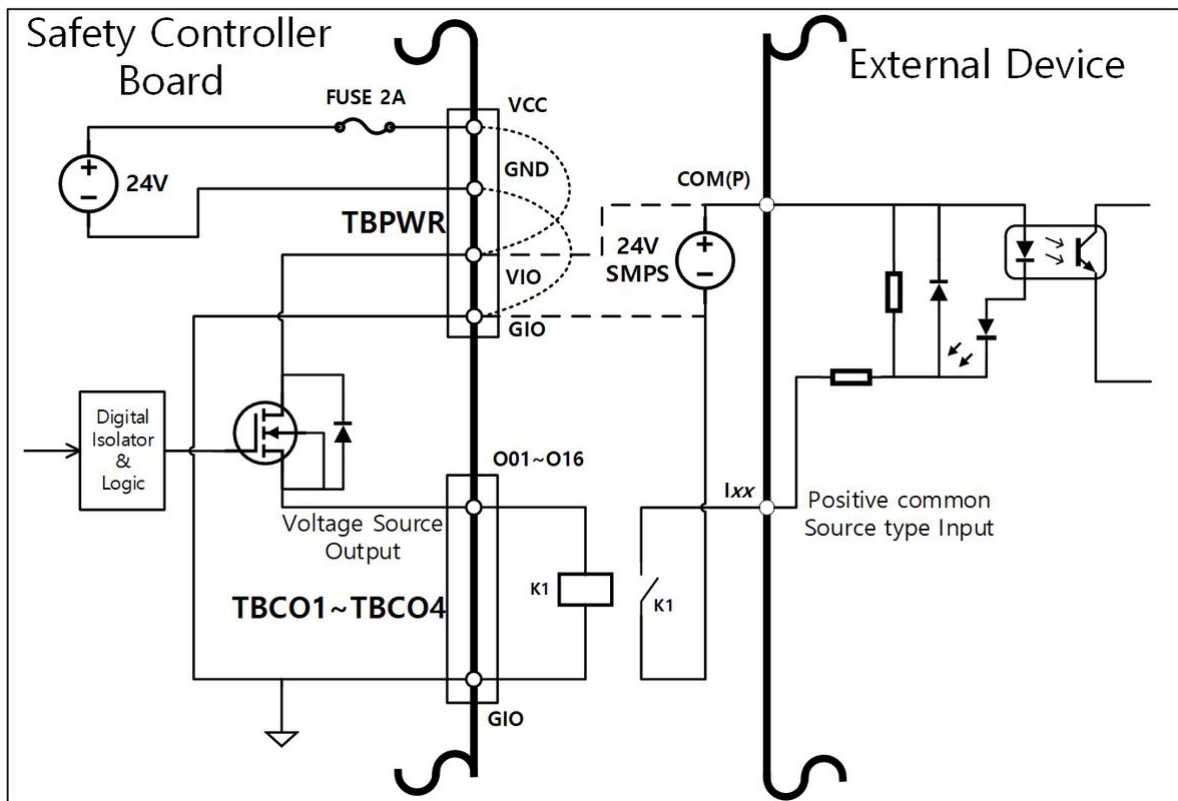 Safety Controller
Board
External Device
FUSE 2A
VCC
GND
24V
TBPWR
COM(P)
24V
SMPS
VIO
GIO
Digital
Isolator
&
Logic
O01~O16
Ixx
Voltage Source
Output
Positive common
Source type Input
K1
K1
TBCO1~TBCO4
GIO
+
−
+
−